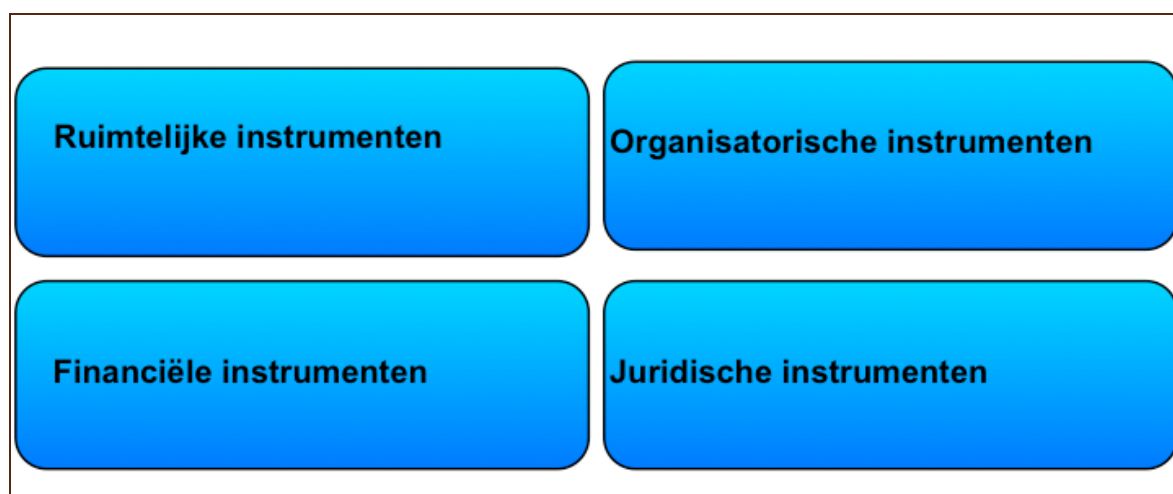 Ruimtelijke instrumenten
Organisatorische instrumenten
Financiële instrumenten
Juridische instrumenten